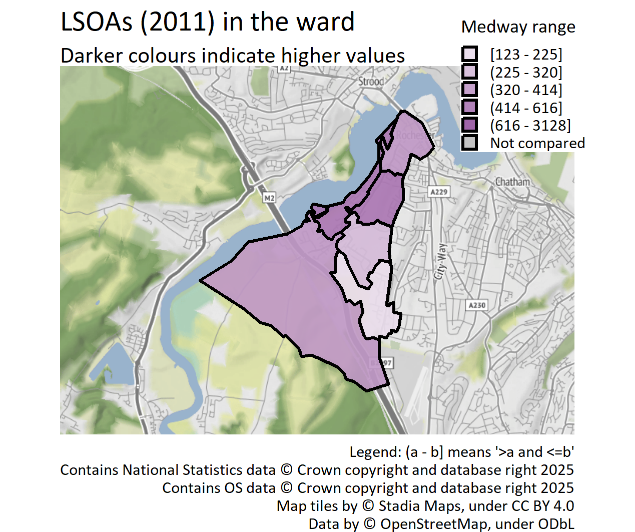 LSOAs (2011) in the ward
Darker colours indicate higher values
Medway range
[123 - 225]
(225 - 320]
(320 - 414]
(414 - 616]
(616 - 3128]
Not compared
A2
Strood
M2
A229
Chatham
City Way
A230
Legend: (a - b] means '>a and <=b'
Contains National Statistics data © Crown copyright and database right 2025
Contains OS data © Crown copyright and database right 2025
Map tiles by © Stadia Maps, under CC BY 4.0
Data by © OpenStreetMap, under ODbL